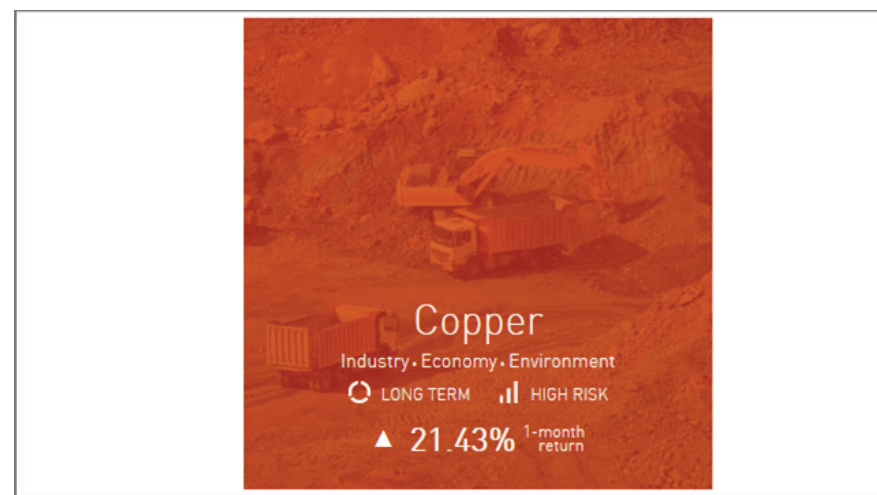 Copper
Industry • Economy • Environment
LONG TERM HIGH RISK
▲ 21.43% 1-month
return